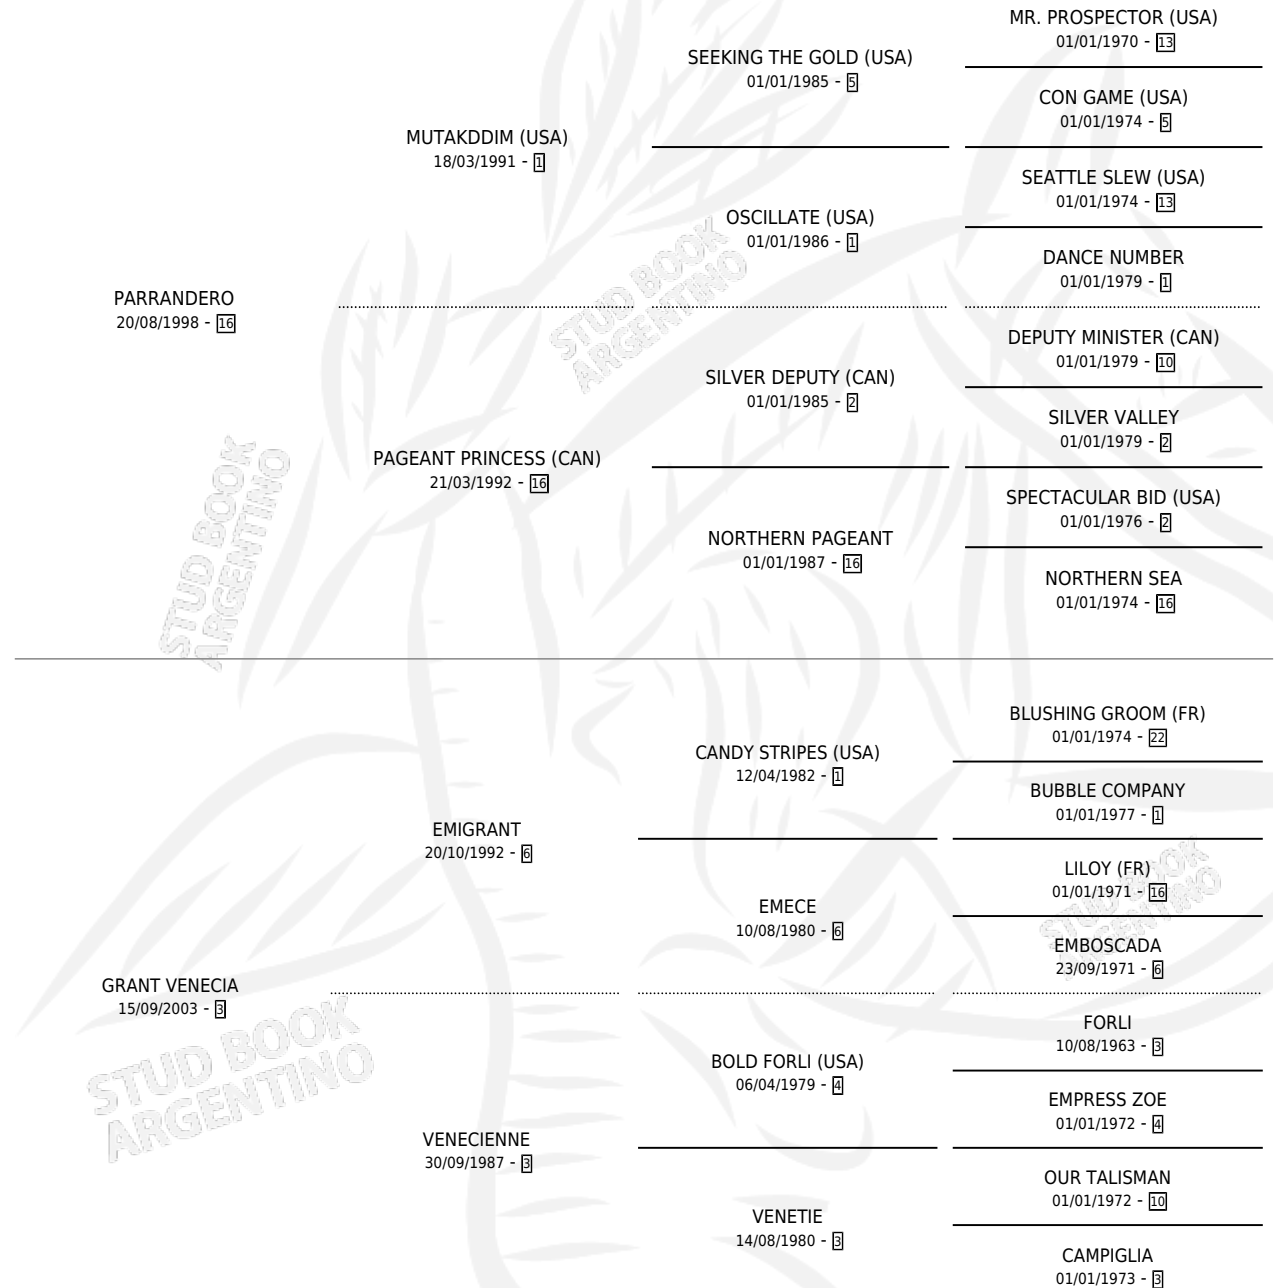 MR. PROSPECTOR (USA)
01/01/1970 - 13
SEEKING THE GOLD (USA)
01/01/1985 - 5
CON GAME (USA)
01/01/1974 - 5
MUTAKDDIM (USA)
18/03/1991 - 1
SEATTLE SLEW (USA)
01/01/1974 - 13
OSCILLATE (USA)
01/01/1986 - 1
DANCE NUMBER
01/01/1979 - 1
PARRANDERO
20/08/1998 - 16
DEPUTY MINISTER (CAN)
01/01/1979 - 10
SILVER DEPUTY (CAN)
01/01/1985 - 2
SILVER VALLEY
01/01/1979 - 2
PAGEANT PRINCESS (CAN)
21/03/1992 - 16
SPECTACULAR BID (USA)
01/01/1976 - 2
NORTHERN PAGEANT
01/01/1987 - 16
NORTHERN SEA
01/01/1974 - 16
STUD BOOK
ARGENTINO
STUD BOOK
ARGENTINO
BLUSHING GROOM (FR)
01/01/1974 - 22
CANDY STRIPES (USA)
12/04/1982 - 1
BUBBLE COMPANY
01/01/1977 - 1
EMIGRANT
20/10/1992 - 6
LILOY (FR)
01/01/1971 - 16
EMECE
10/08/1980 - 6
EMBOSCADA
23/09/1971 - 6
GRANT VENECIA
15/09/2003 - 3
FORLI
10/08/1963 - 3
BOLD FORLI (USA)
06/04/1979 - 4
EMPRESS ZOE
01/01/1972 - 4
VENECIENNE
30/09/1987 - 3
OUR TALISMAN
01/01/1972 - 10
VENETIE
14/08/1980 - 3
CAMPIGLIA
01/01/1973 - 3
STUD BOOK
ARGENTINO
STUD BOOK
ARGENTINO